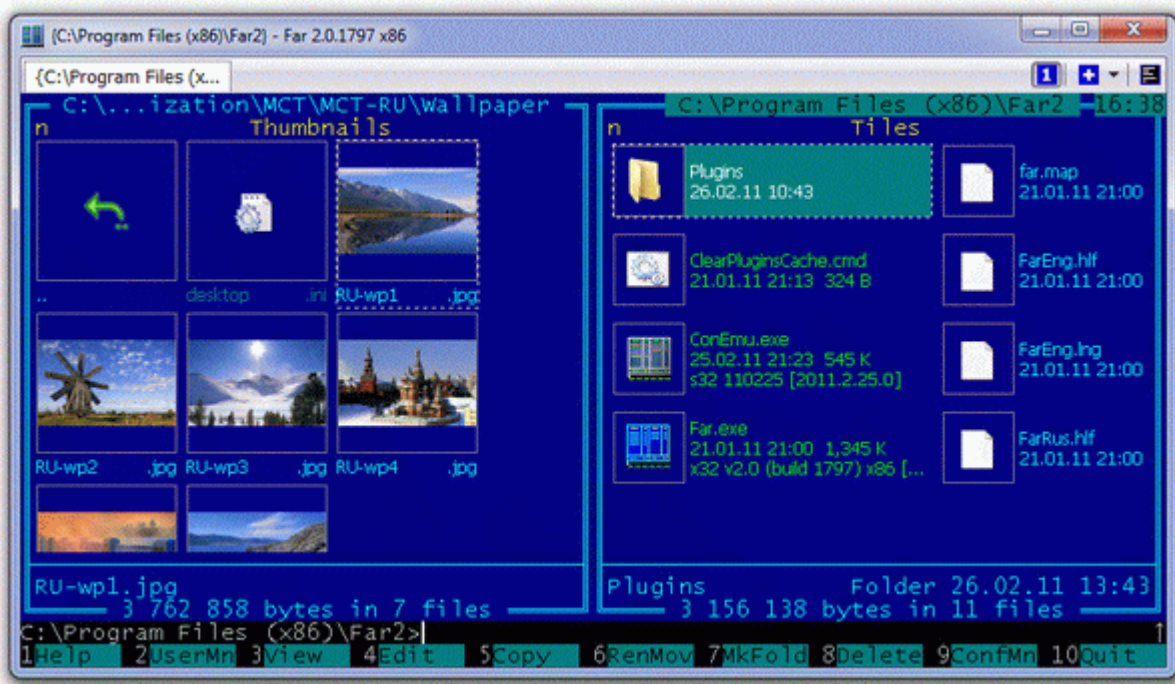 {C:\Program Files (x86)\Far2} - Far 2.0.1797 x86
{C:\Program Files (x...
1
C:\...ization\MCT\MCT-RU\Wallpaper
n Thumbnails
..
desktop .ini
RU-wp1 .jpg
RU-wp2 .jpg
RU-wp3 .jpg
RU-wp4 .jpg
RU-wp1.jpg
3 762 858 bytes in 7 files
C:\Program Files (x86)\Far2
16:38
n Tiles
Plugins
26.02.11 10:43
ClearPluginsCache.cmd
21.01.11 21:13 324 B
ConEmu.exe
25.02.11 21:23 545 K
s32 110225 [2011.2.25.0]
Far.exe
21.01.11 21:00 1,345 K
x32 v2.0 (build 1797) x86 [...
far.map
21.01.11 21:00
FarEng.hlf
21.01.11 21:00
FarEng.lng
21.01.11 21:00
FarRus.hlf
21.01.11 21:00
Plugins Folder 26.02.11 13:43
3 156 138 bytes in 11 files
C:\Program Files (x86)\Far2>
1Help 2UserMn 3View 4Edit 5Copy 6RenMov 7MkFold 8Delete 9ConfMn 10Quit